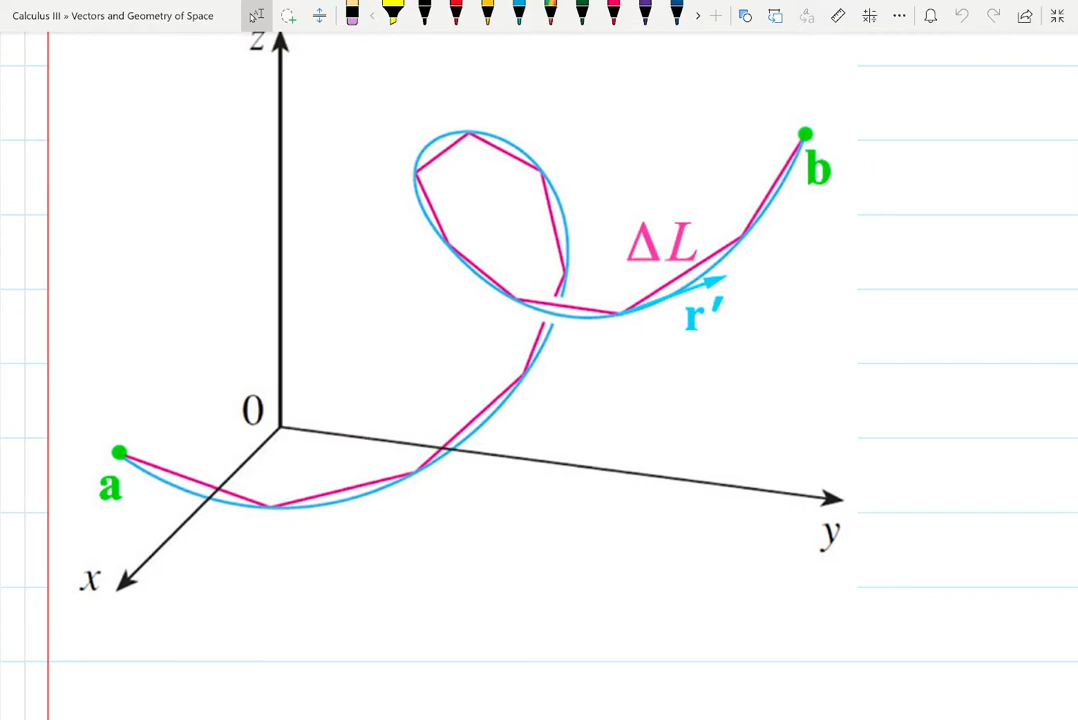 Calculus III » Vectors and Geometry of Space
z
b
ΔL
r′
0
a
y
x